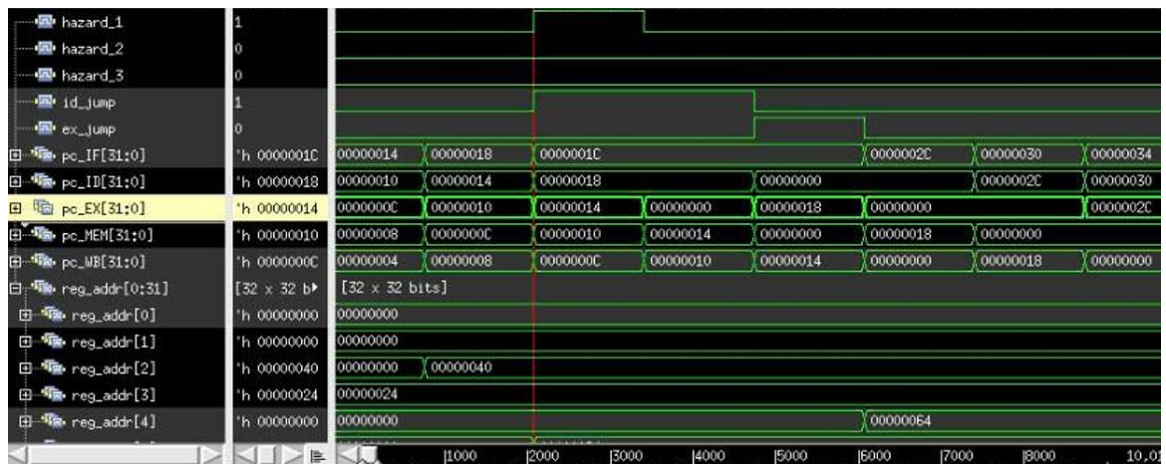 hazard_1 1
hazard_2 0
hazard_3 0
id_jump 1
ex_jump 0
pc_IF[31:0] 'h 0000001C 00000014 00000018 0000001C 0000002C 00000030 00000034
pc_ID[31:0] 'h 00000018 00000010 00000014 00000018 00000000 0000002C 00000030
pc_EX[31:0] 'h 00000014 0000000C 00000010 00000014 00000000 00000018 00000000 0000002C
pc_MEM[31:0] 'h 00000010 00000008 0000000C 00000010 00000014 00000000 00000018 00000000
pc_WB[31:0] 'h 0000000C 00000004 00000008 0000000C 00000010 00000014 00000000 00000018 00000000
reg_addr[0:31] [32 x 32 b [32 x 32 bits]
reg_addr[0] 'h 00000000 00000000
reg_addr[1] 'h 00000000 00000000
reg_addr[2] 'h 00000040 00000000 00000040
reg_addr[3] 'h 00000024 00000024
reg_addr[4] 'h 00000000 00000000 00000064
1000 2000 3000 4000 5000 6000 7000 8000 10,01